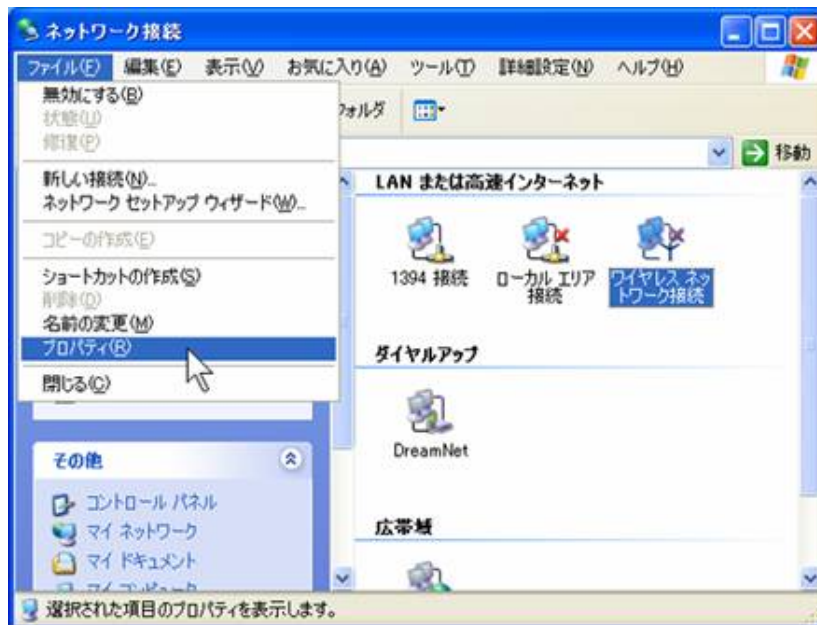 ネットワーク接続
ファイル(F) 編集(E) 表示(V) お気に入り(A) ツール(T) 詳細設定(N) ヘルプ(H)
無効にする(B)
状態(U)
修復(P)
フォルダ
移動
新しい接続(N)...
ネットワーク セットアップ ウィザード(W)...
コピーの作成(E)
ショートカットの作成(S)
削除(D)
名前の変更(M)
プロパティ(R)
閉じる(C)
その他
コントロール パネル
マイ ネットワーク
マイ ドキュメント
マイ コンピュータ
LAN または高速インターネット
1394 接続
ローカル エリア
接続
ワイヤレス ネッ
トワーク接続
ダイヤルアップ
DreamNet
広帯域
選択された項目のプロパティを表示します。